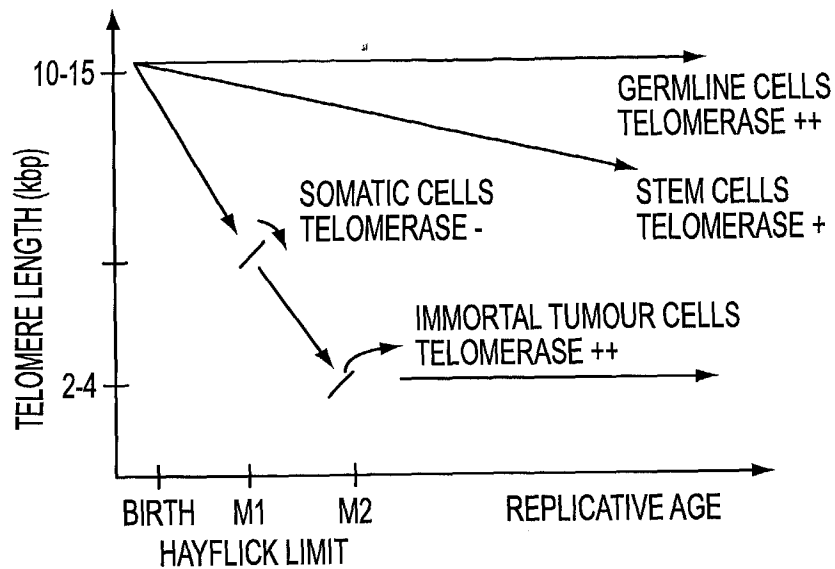 10-15
GERMLINE CELLS
TELOMERASE ++
SOMATIC CELLS
TELOMERASE -
STEM CELLS
TELOMERASE +
TELOMERE LENGTH (kbp)
IMMORTAL TUMOUR CELLS
TELOMERASE ++
2-4
BIRTH M1 M2 REPLICATIVE AGE
HAYFLICK LIMIT